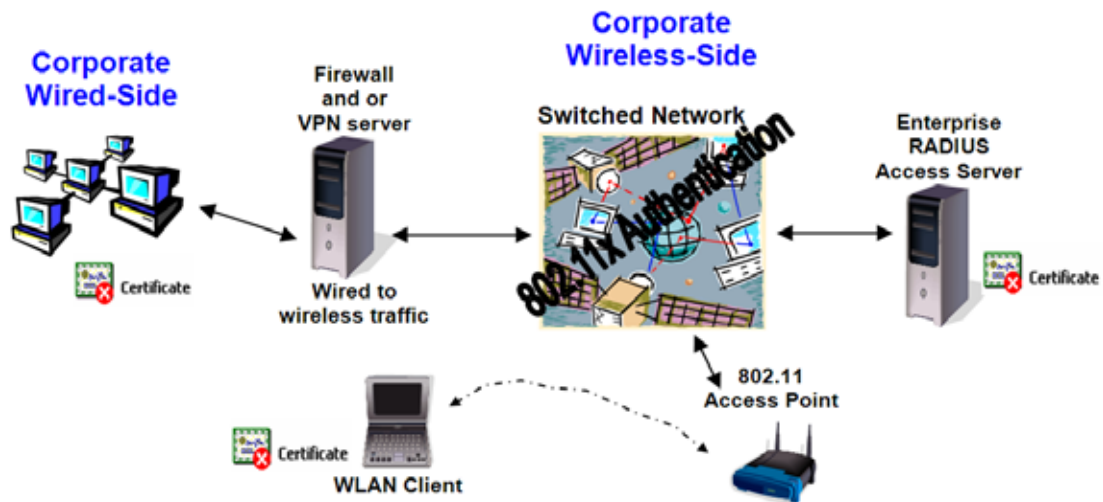 Corporate
Wired-Side
Firewall
and or
VPN server
Corporate
Wireless-Side
Switched Network
802.11x Authentication
Enterprise
RADIUS
Access Server
Certificate
Wired to
wireless traffic
Certificate
802.11
Access Point
Certificate
WLAN Client